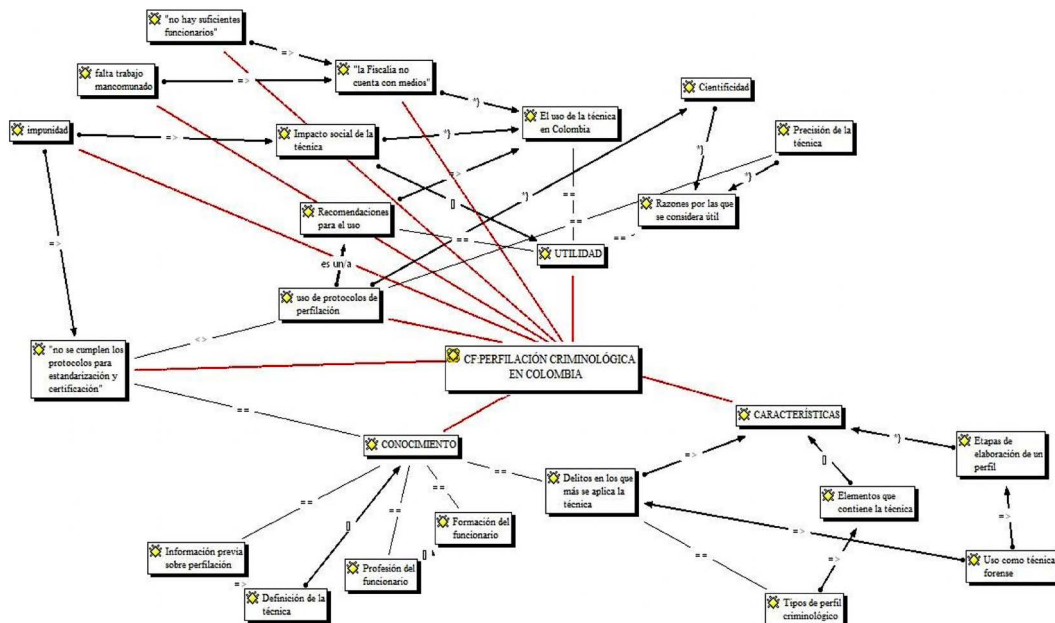 "no hay suficientes
funcionarios"
=>
falta trabajo
mancomunado
=>
"la Fiscalia no
cuenta con medios"
*}
Cientificidad
impunidad
=>
Impacto social de la
técnica
*}
El uso de la técnica
en Colombia
Precisión de la
técnica
*}
*}
=>
*}
[]
==
Recomendaciones
para el uso
==
Razones por las que
se considera útil
==
==
UTILIDAD
=>
es un/a
uso de protocolos de
perfilación
<>
"no se cumplen los
protocolos para
estandarización y
certificación"
CF:PERFILACIÓN CRIMINOLÓGICA
EN COLOMBIA
==
CARACTERÍSTICAS
*}
Etapas de
elaboración de un
perfil
CONOCIMIENTO
==
=>
[]
Delitos en los que
más se aplica la
técnica
Elementos que
contiene la técnica
==
[]
==
==
Formación del
funcionario
=>
=>
=>
Información previa
sobre perfilación
[]
Profesión del
funcionario
==
Uso como técnica
forense
=>
Definición de la
técnica
Tipos de perfil
criminológico